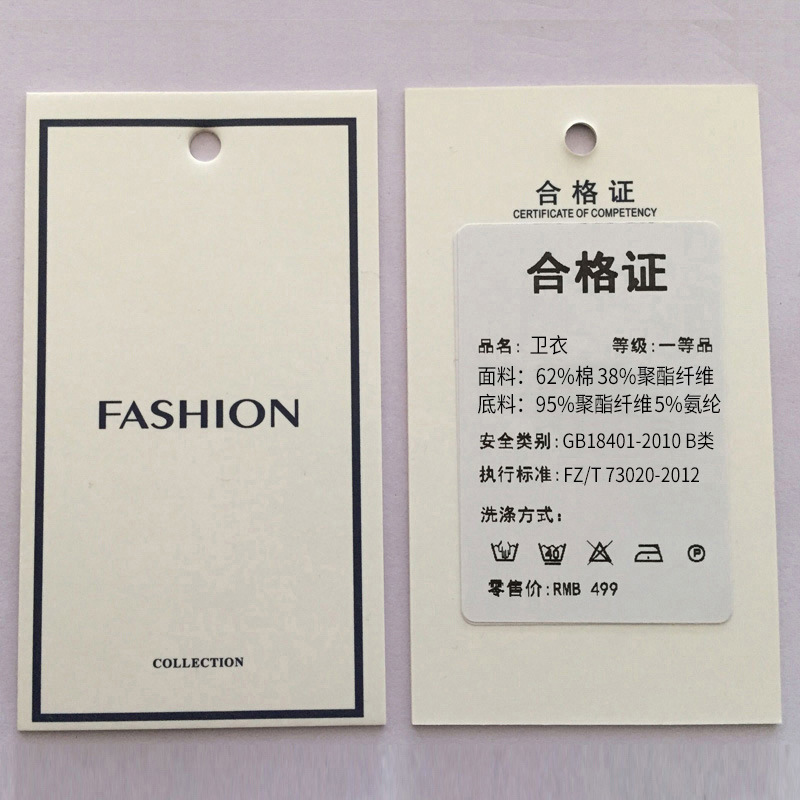 FASHION
COLLECTION
合格证
CERTIFICATE OF COMPETENCY
合格证
品名: 卫衣 等级:一等品
面料: 62%棉 38%聚酯纤维
底料: 95%聚酯纤维 5%氨纶
安全类别: GB18401-2010 B类
执行标准: FZ/T 73020-2012
洗涤方式:
40
P
零售价:RMB 499